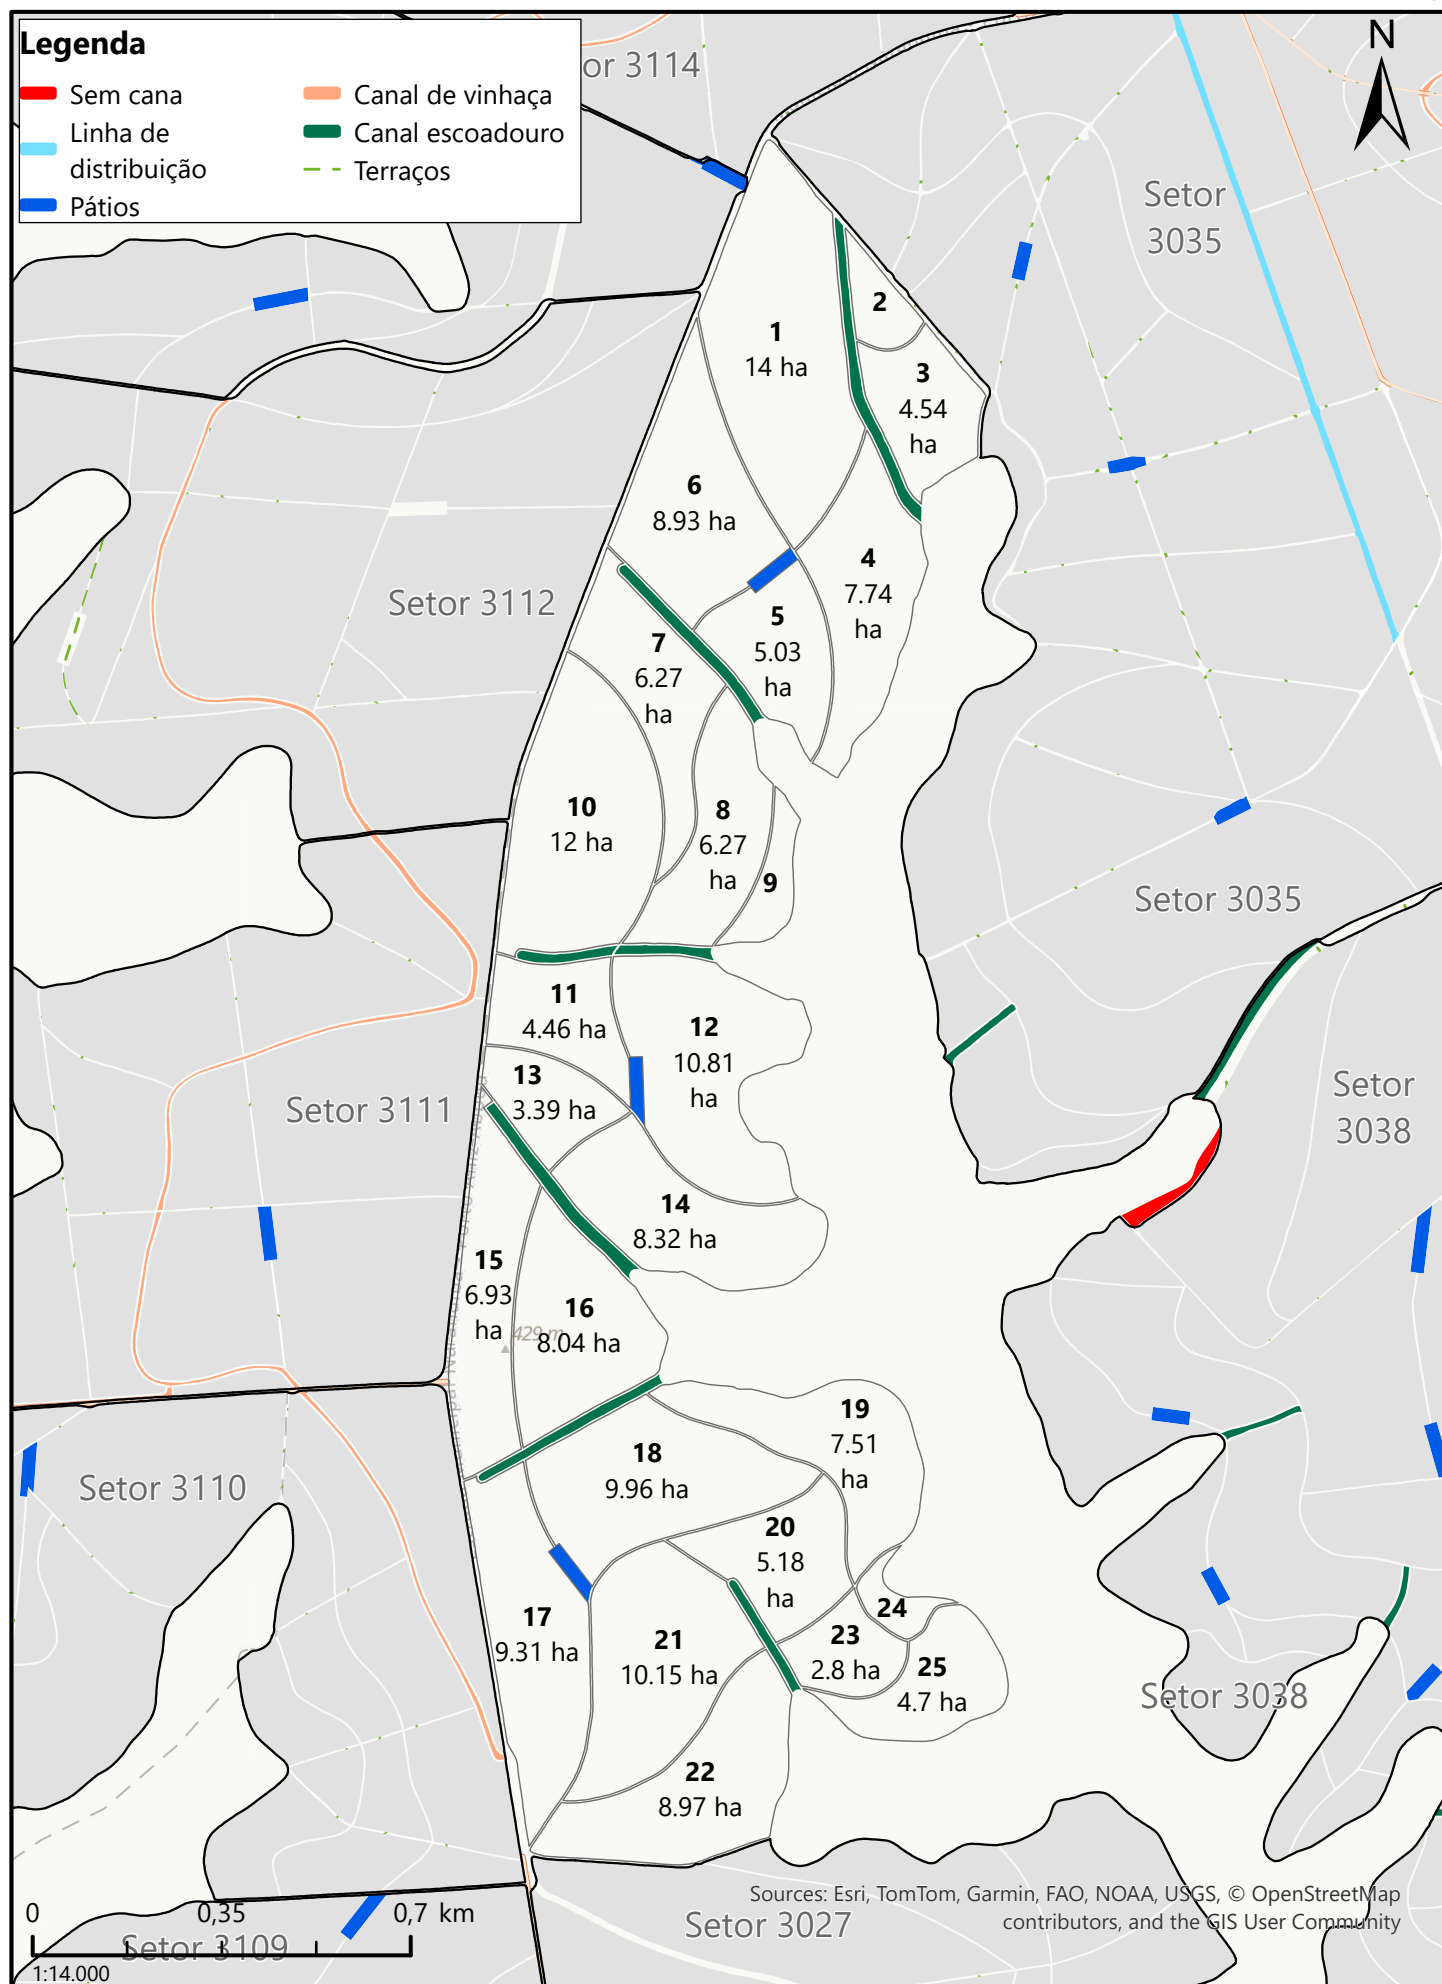 Legenda
Sem cana
Linha de
distribuição
Pátios
Canal de vinhaça
Canal escoadouro
Terraços
or 3114
N
Setor
3035
1
14 ha
2
3
4.54
ha
6
8.93 ha
4
7.74
ha
Setor 3112
5
5.03
ha
7
6.27
ha
10
12 ha
8
6.27
ha
9
Setor 3035
11
4.46 ha
12
10.81
ha
13
3.39 ha
Setor 3111
Setor
3038
14
8.32 ha
15
6.93
ha
16
8.04 ha
429 m
19
7.51
ha
18
9.96 ha
Setor 3110
20
5.18
ha
17
9.31 ha
21
10.15 ha
24
23
2.8 ha
25
4.7 ha
Setor 3038
22
8.97 ha
Sources: Esri, TomTom, Garmin, FAO, NOAA, USGS, © OpenStreetMap
contributors, and the GIS User Community
Setor 3027
0 0,35 0,7 km
Setor 3109
1:14.000